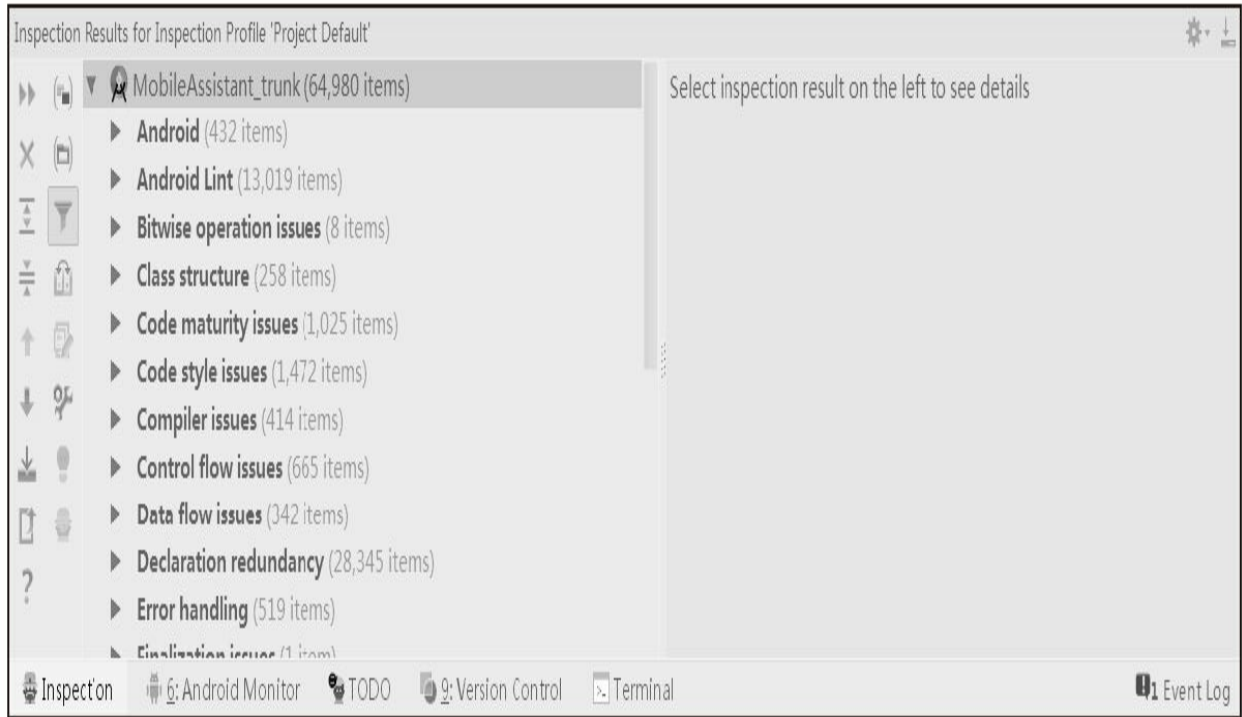 Inspection Results for Inspection Profile 'Project Default'
MobileAssistant_trunk (64,980 items)
Android (432 items)
Android Lint (13,019 items)
Bitwise operation issues (8 items)
Class structure (258 items)
Code maturity issues (1,025 items)
Code style issues (1,472 items)
Compiler issues (414 items)
Control flow issues (665 items)
Data flow issues (342 items)
Declaration redundancy (28,345 items)
Error handling (519 items)
Finalization issues (1 item)
Select inspection result on the left to see details
Inspection 6: Android Monitor TODO 9: Version Control Terminal 1 Event Log